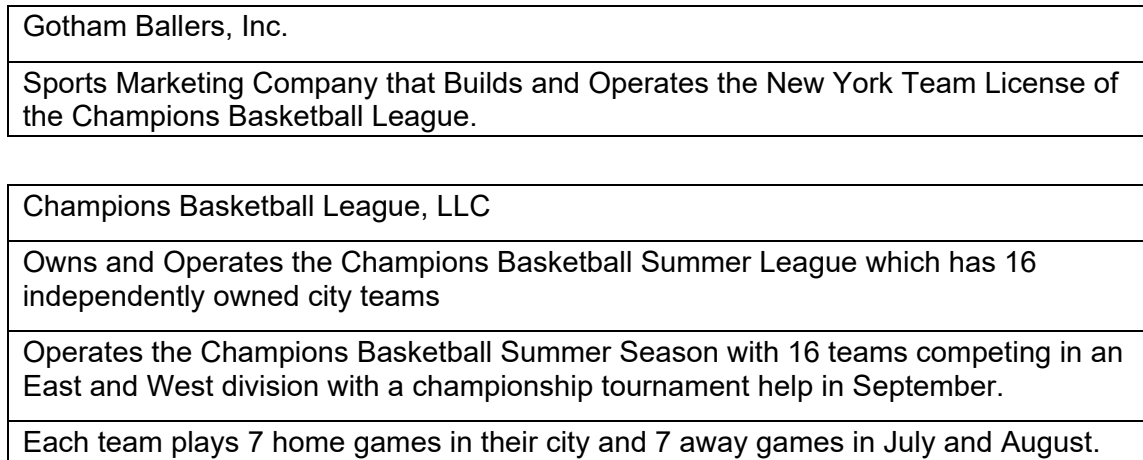 Gotham Ballers, Inc.
Sports Marketing Company that Builds and Operates the New York Team License of
the Champions Basketball League.
Champions Basketball League, LLC
Owns and Operates the Champions Basketball Summer League which has 16
independently owned city teams
Operates the Champions Basketball Summer Season with 16 teams competing in an
East and West division with a championship tournament help in September.
Each team plays 7 home games in their city and 7 away games in July and August.